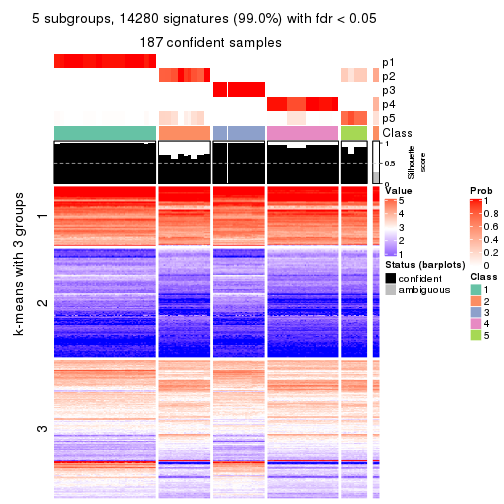 5 subgroups, 14280 signatures (99.0%) with fdr < 0.05
187 confident samples
p1
p2
p3
p4
p5
Class
1
0.5
0
Silhouette
score
k-means with 3 groups
1
2
3
Value
5
4
3
2
1
Status (barplots)
confident
ambiguous
Prob
1
0.8
0.6
0.4
0.2
0
Class
1
2
3
4
5